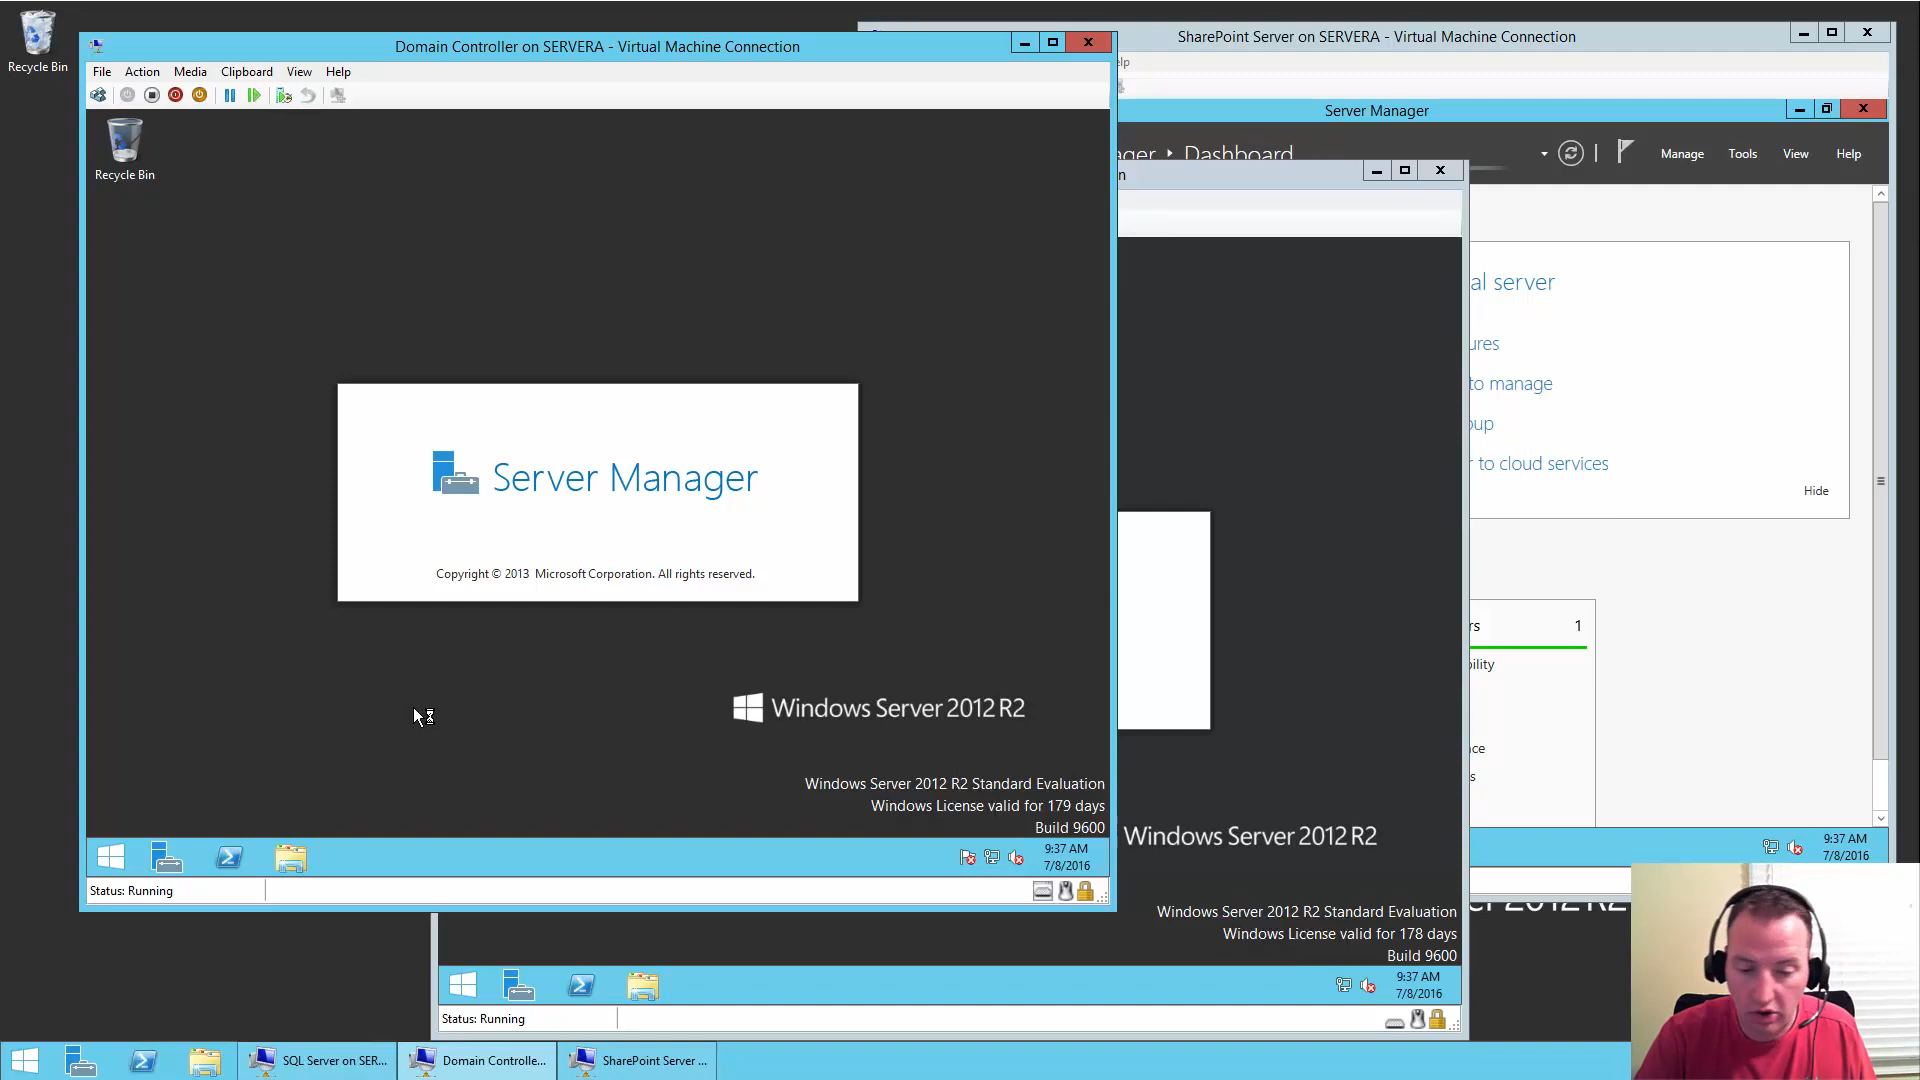 Recycle Bin
Domain Controller on SERVERA - Virtual Machine Connection
File Action Media Clipboard View Help
Recycle Bin
Server Manager
Copyright © 2013 Microsoft Corporation. All rights reserved.
Windows Server 2012 R2
Windows Server 2012 R2 Standard Evaluation
Windows License valid for 179 days
Build 9600
9:37 AM
7/8/2016
Status: Running
SharePoint Server on SERVERA - Virtual Machine Connection
elp
Server Manager
ager ‣ Dashboard
Manage Tools View Help
n
al server
ures
to manage
oup
r to cloud services
Hide
rs 1
bility
ce
s
9:37 AM
7/8/2016
Windows Server 2012 R2
Windows Server 2012 R2 Standard Evaluation
Windows License valid for 178 days
Build 9600
9:37 AM
7/8/2016
Status: Running
SQL Server on SER...
Domain Controlle...
SharePoint Server ...